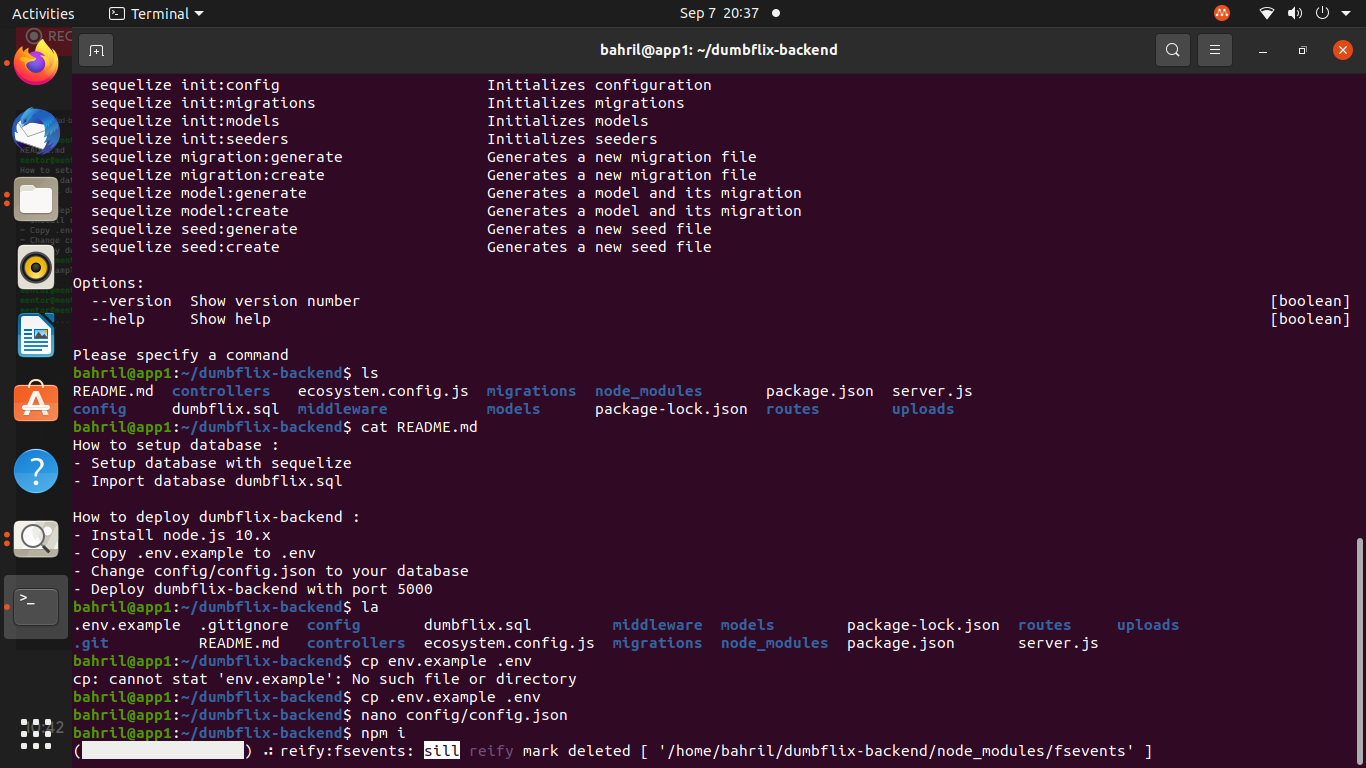 Activities Terminal Sep 7 20:37
REC
bahril@app1: ~/dumbflix-backend
sequelize init:config Initializes configuration
sequelize init:migrations Initializes migrations
sequelize init:models Initializes models
sequelize init:seeders Initializes seeders
sequelize migration:generate Generates a new migration file
sequelize migration:create Generates a new migration file
sequelize model:generate Generates a model and its migration
sequelize model:create Generates a model and its migration
sequelize seed:generate Generates a new seed file
sequelize seed:create Generates a new seed file
Options:
--version Show version number [boolean]
--help Show help [boolean]
Please specify a command
bahril@app1:~/dumbflix-backend$ ls
README.md controllers ecosystem.config.js migrations node_modules package.json server.js
config dumbflix.sql middleware models package-lock.json routes uploads
bahril@app1:~/dumbflix-backend$ cat README.md
How to setup database :
- Setup database with sequelize
- Import database dumbflix.sql
How to deploy dumbflix-backend :
- Install node.js 10.x
- Copy .env.example to .env
- Change config/config.json to your database
- Deploy dumbflix-backend with port 5000
bahril@app1:~/dumbflix-backend$ la
.env.example .gitignore config dumbflix.sql middleware models package-lock.json routes uploads
.git README.md controllers ecosystem.config.js migrations node_modules package.json server.js
bahril@app1:~/dumbflix-backend$ cp env.example .env
cp: cannot stat 'env.example': No such file or directory
bahril@app1:~/dumbflix-backend$ cp .env.example .env
bahril@app1:~/dumbflix-backend$ nano config/config.json
bahril@app1:~/dumbflix-backend$ npm i
( ) ⠴ reify:fsevents: sill reify mark deleted [ '/home/bahril/dumbflix-backend/node_modules/fsevents' ]